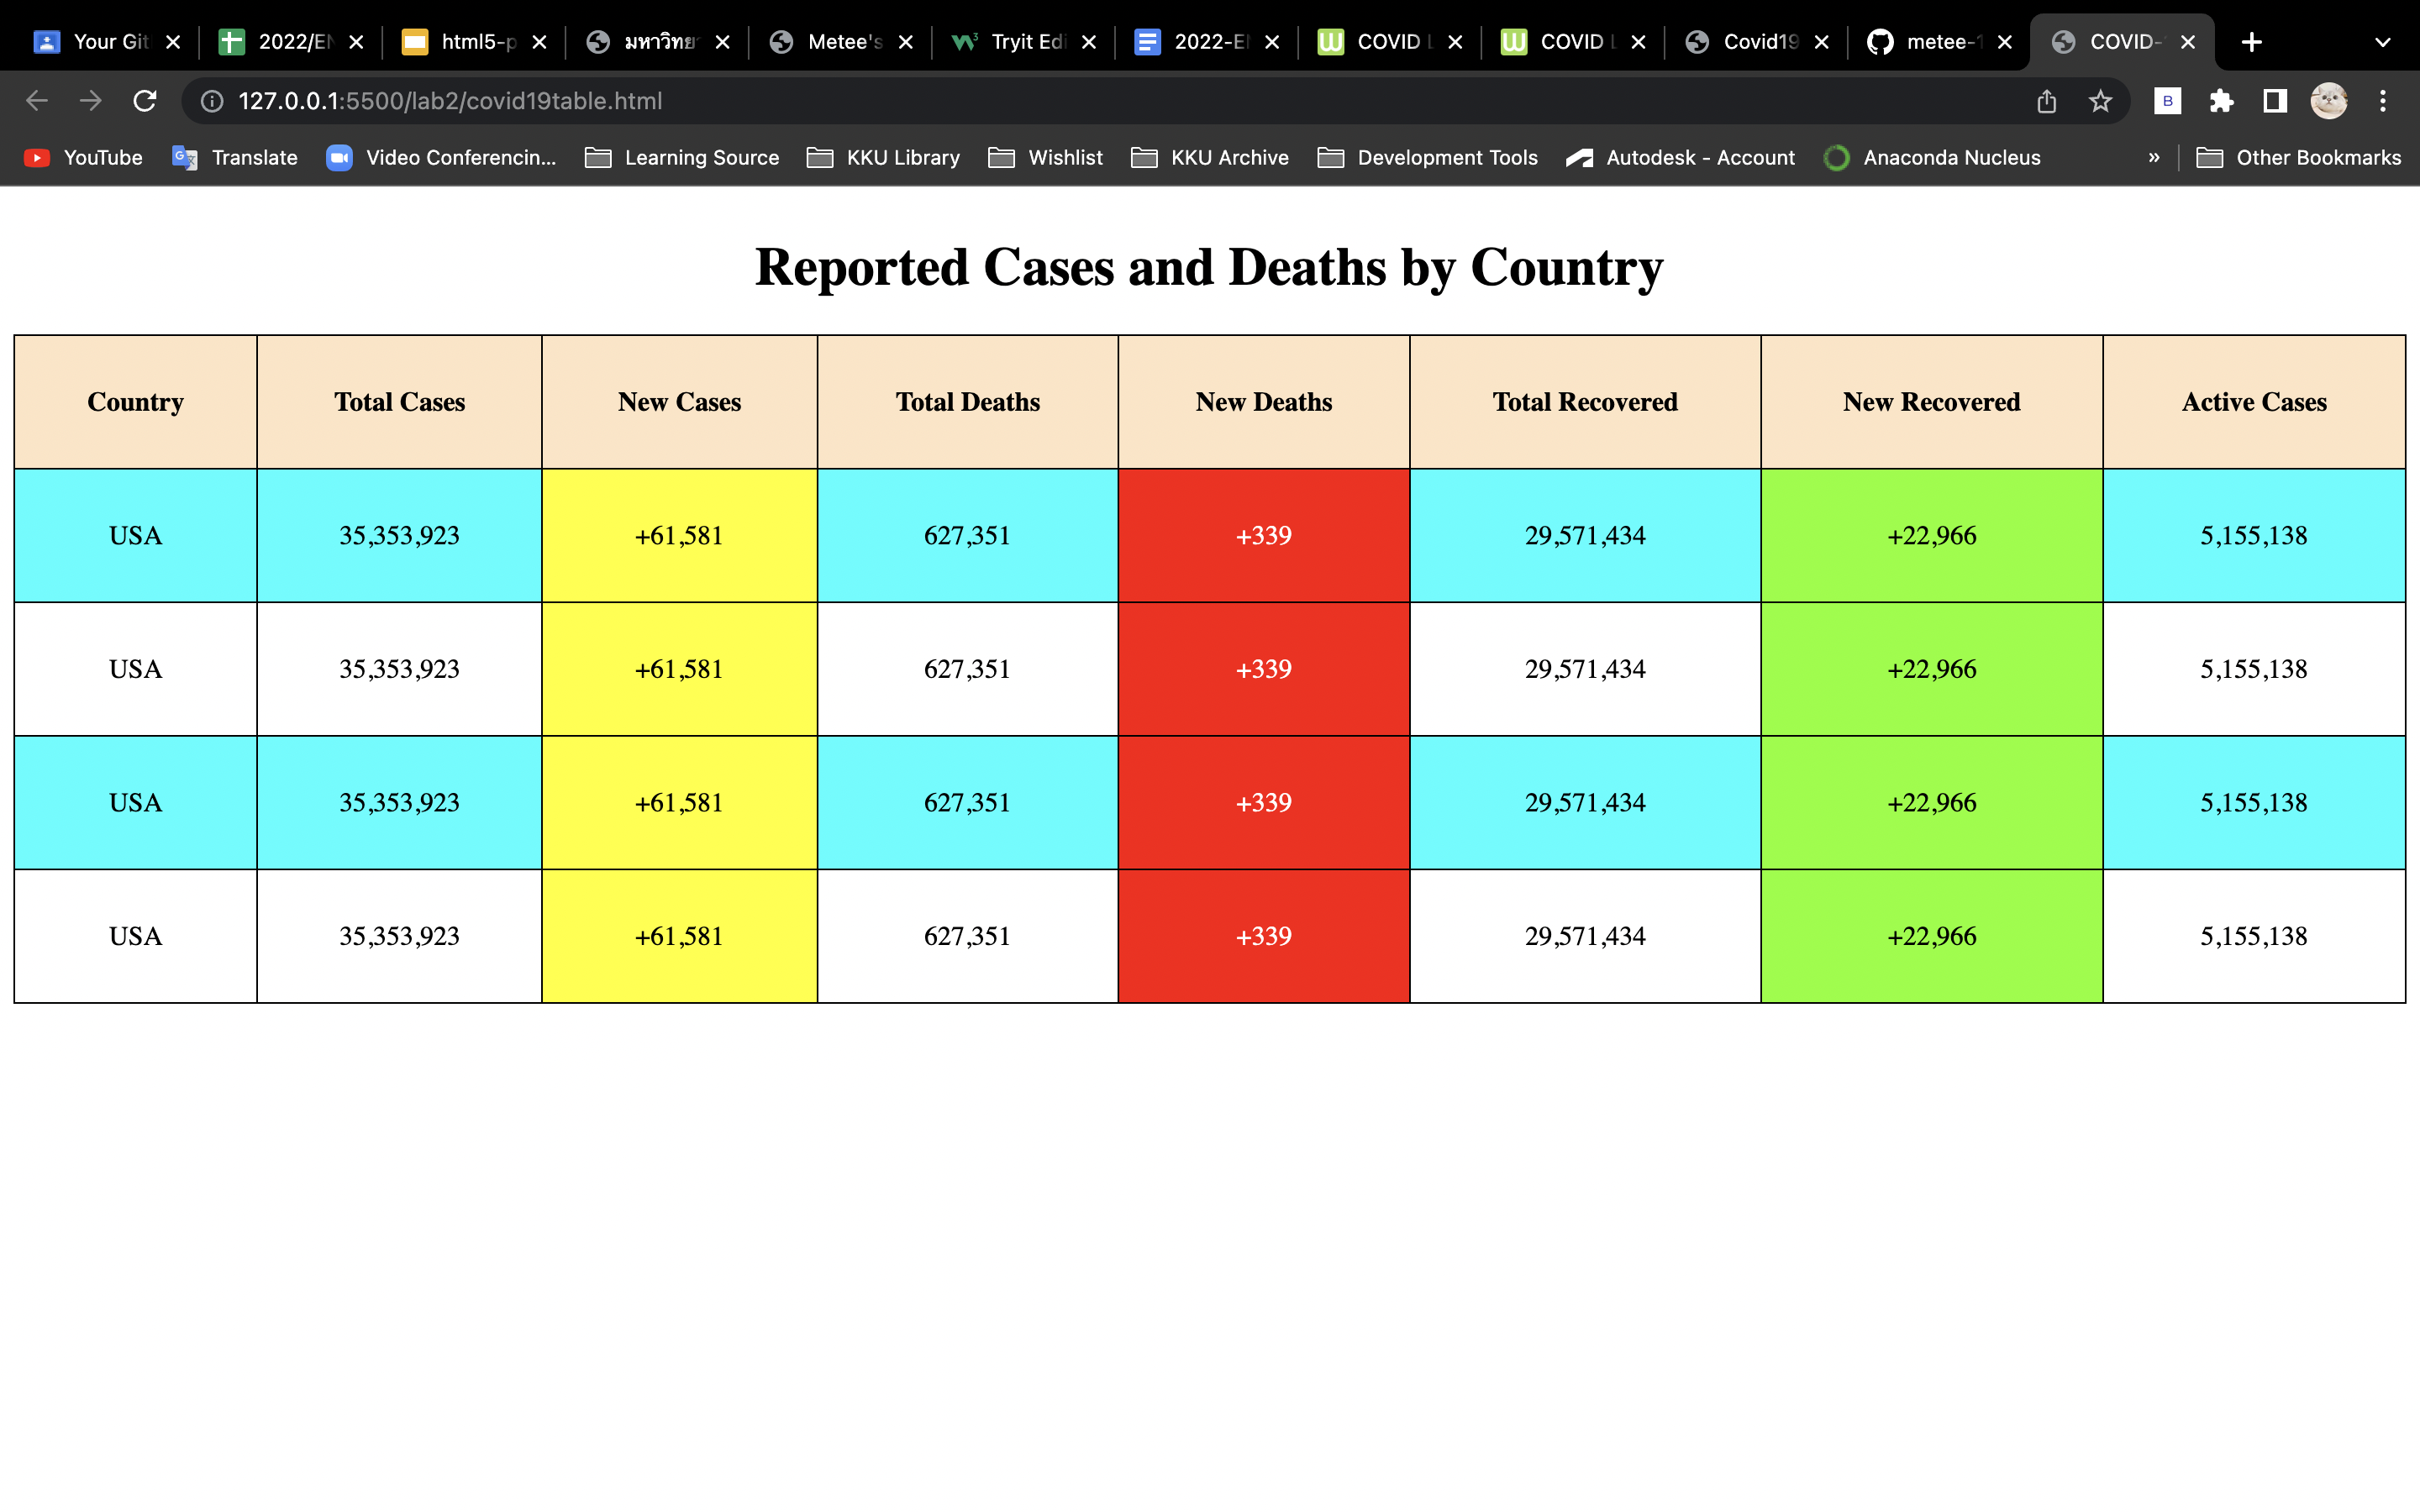 Your Git 2022/EN html5-p มหาวิทย Metee's Tryit Edi 2022-E COVID L COVID L Covid19 metee-1 COVID-
127.0.0.1:5500/lab2/covid19table.html B
YouTube Translate Video Conferencin... Learning Source KKU Library Wishlist KKU Archive Development Tools Autodesk - Account Anaconda Nucleus » Other Bookmarks
Reported Cases and Deaths by Country
Country Total Cases New Cases Total Deaths New Deaths Total Recovered New Recovered Active Cases
USA 35,353,923 +61,581 627,351 +339 29,571,434 +22,966 5,155,138
USA 35,353,923 +61,581 627,351 +339 29,571,434 +22,966 5,155,138
USA 35,353,923 +61,581 627,351 +339 29,571,434 +22,966 5,155,138
USA 35,353,923 +61,581 627,351 +339 29,571,434 +22,966 5,155,138